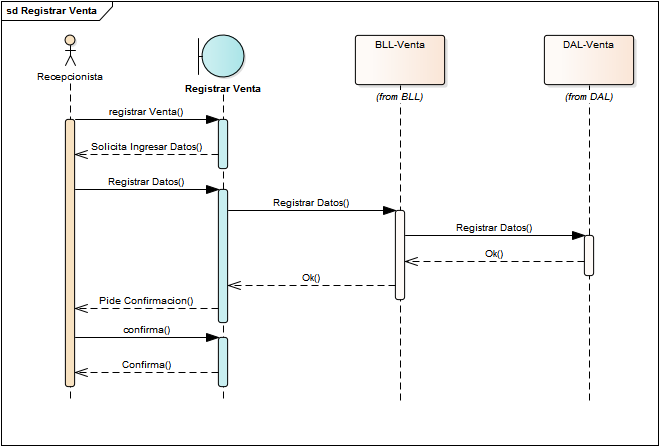 sd Registrar Venta
BLL-Venta
DAL-Venta
Recepcionista
Registrar Venta
(from BLL)
(from DAL)
registrar Venta()
Solicita Ingresar Datos()
Registrar Datos()
Registrar Datos()
Registrar Datos()
Ok()
Ok()
Pide Confirmacion()
confirma()
Confirma()